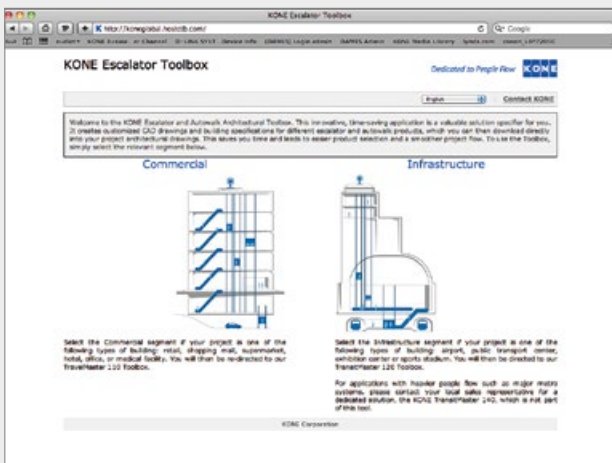 KONE Escalator Toolbox
KONE Escalator Toolbox
Dedicated to People Flow KONE
English Contact KONE
Welcome to the KONE Escalator and Autowalk Architectural Toolbox. This innovative, time-saving application is a valuable solution specifier for you.
It creates customized CAD drawings and building specifications for different escalator and autowalk products, which you can then download directly
into your project architectural drawings. This saves you time and leads to easier product selection and a smoother project flow. To use the Toolbox,
simply select the relevant segment below.
Commercial
Infrastructure
Select the Commercial segment if your project is one of the
following types of building: retail, shopping mall, supermarket,
hotel, office, or medical facility. You will then be re-directed to our
TravelMaster 110 Toolbox.
Select the Infrastructure segment if your project is one of the
following types of building: airport, public transport center,
exhibition center or sports stadium. You will then be directed to our
TransitMaster 120 Toolbox.
For applications with heavier people flow such as major metro
systems, please contact your local sales representative for a
dedicated solution, the KONE TransitMaster 140, which is not part
of this tool.
KONE Corporation